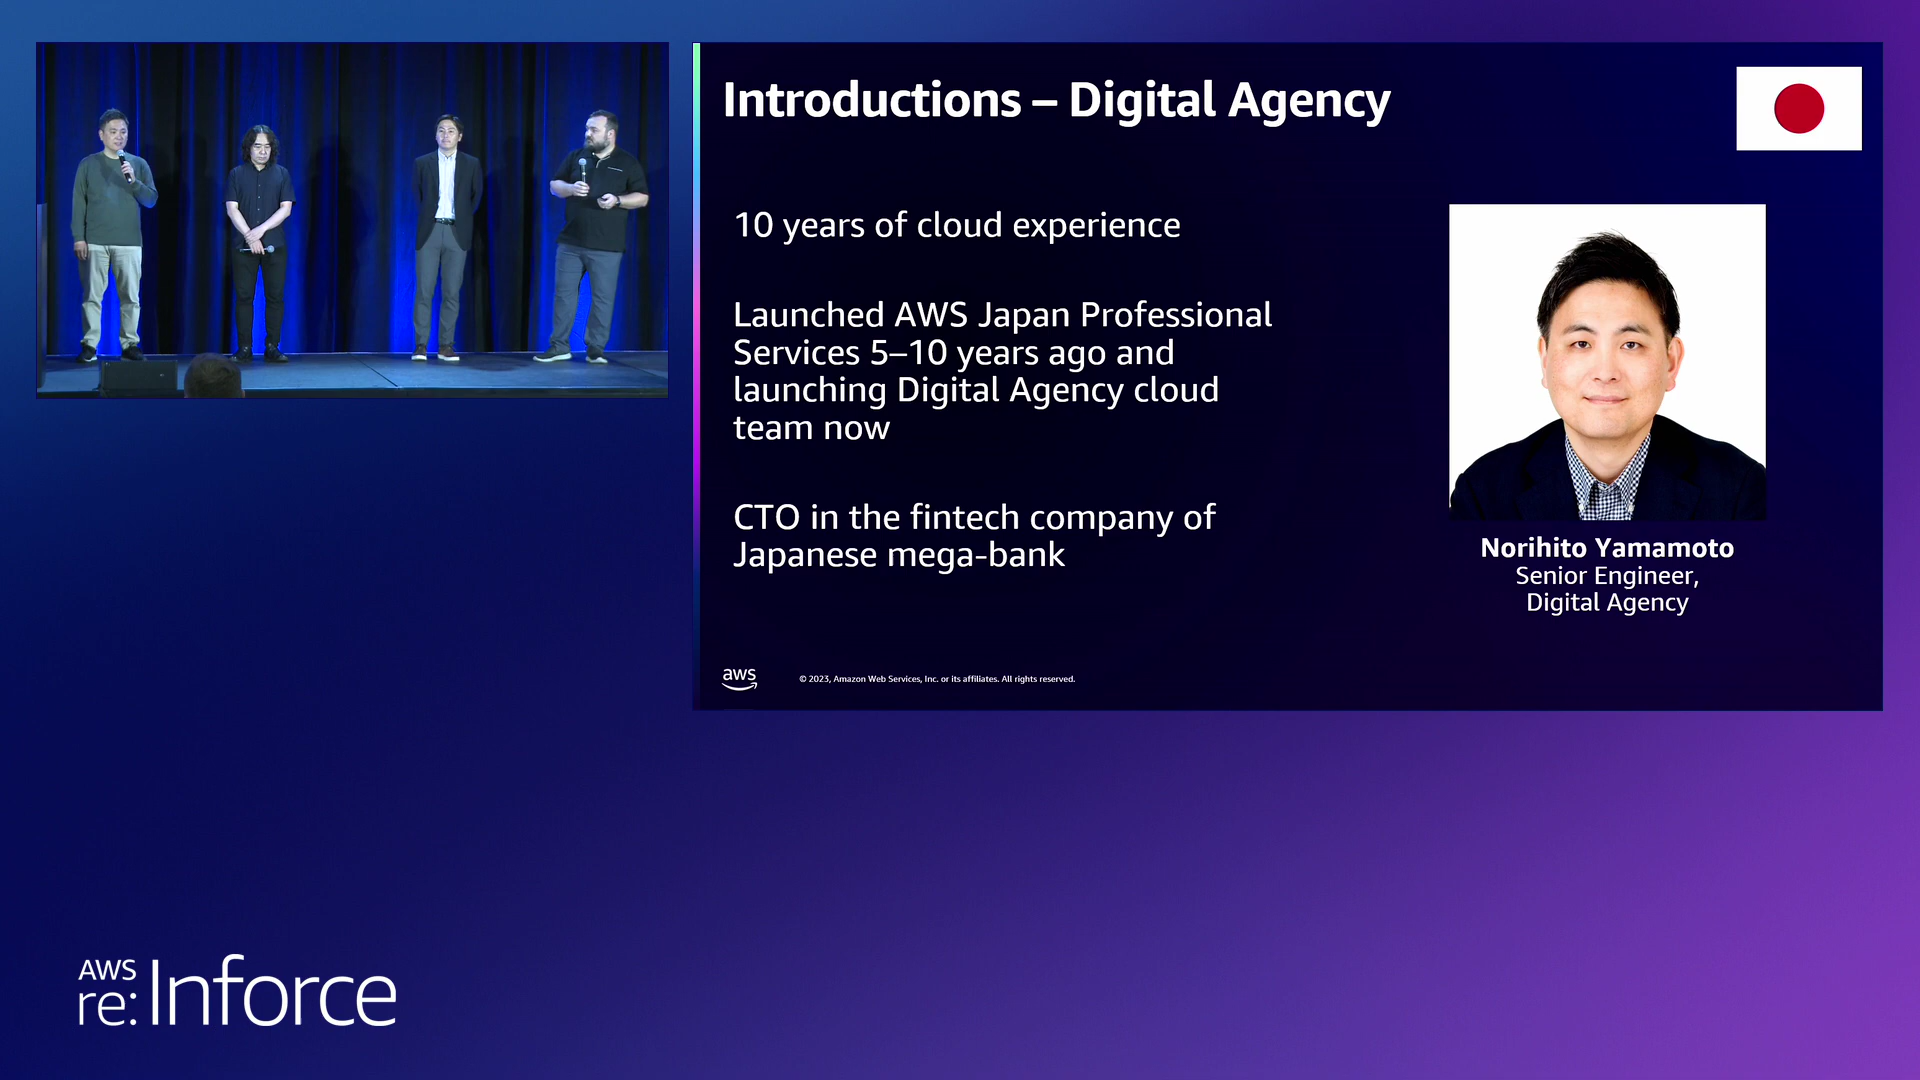 Introductions – Digital Agency
10 years of cloud experience
Launched AWS Japan Professional
Services 5–10 years ago and
launching Digital Agency cloud
team now
CTO in the fintech company of
Japanese mega-bank
Norihito Yamamoto
Senior Engineer,
Digital Agency
aws
© 2023, Amazon Web Services, Inc. or its affiliates. All rights reserved.
AWS
re:Inforce